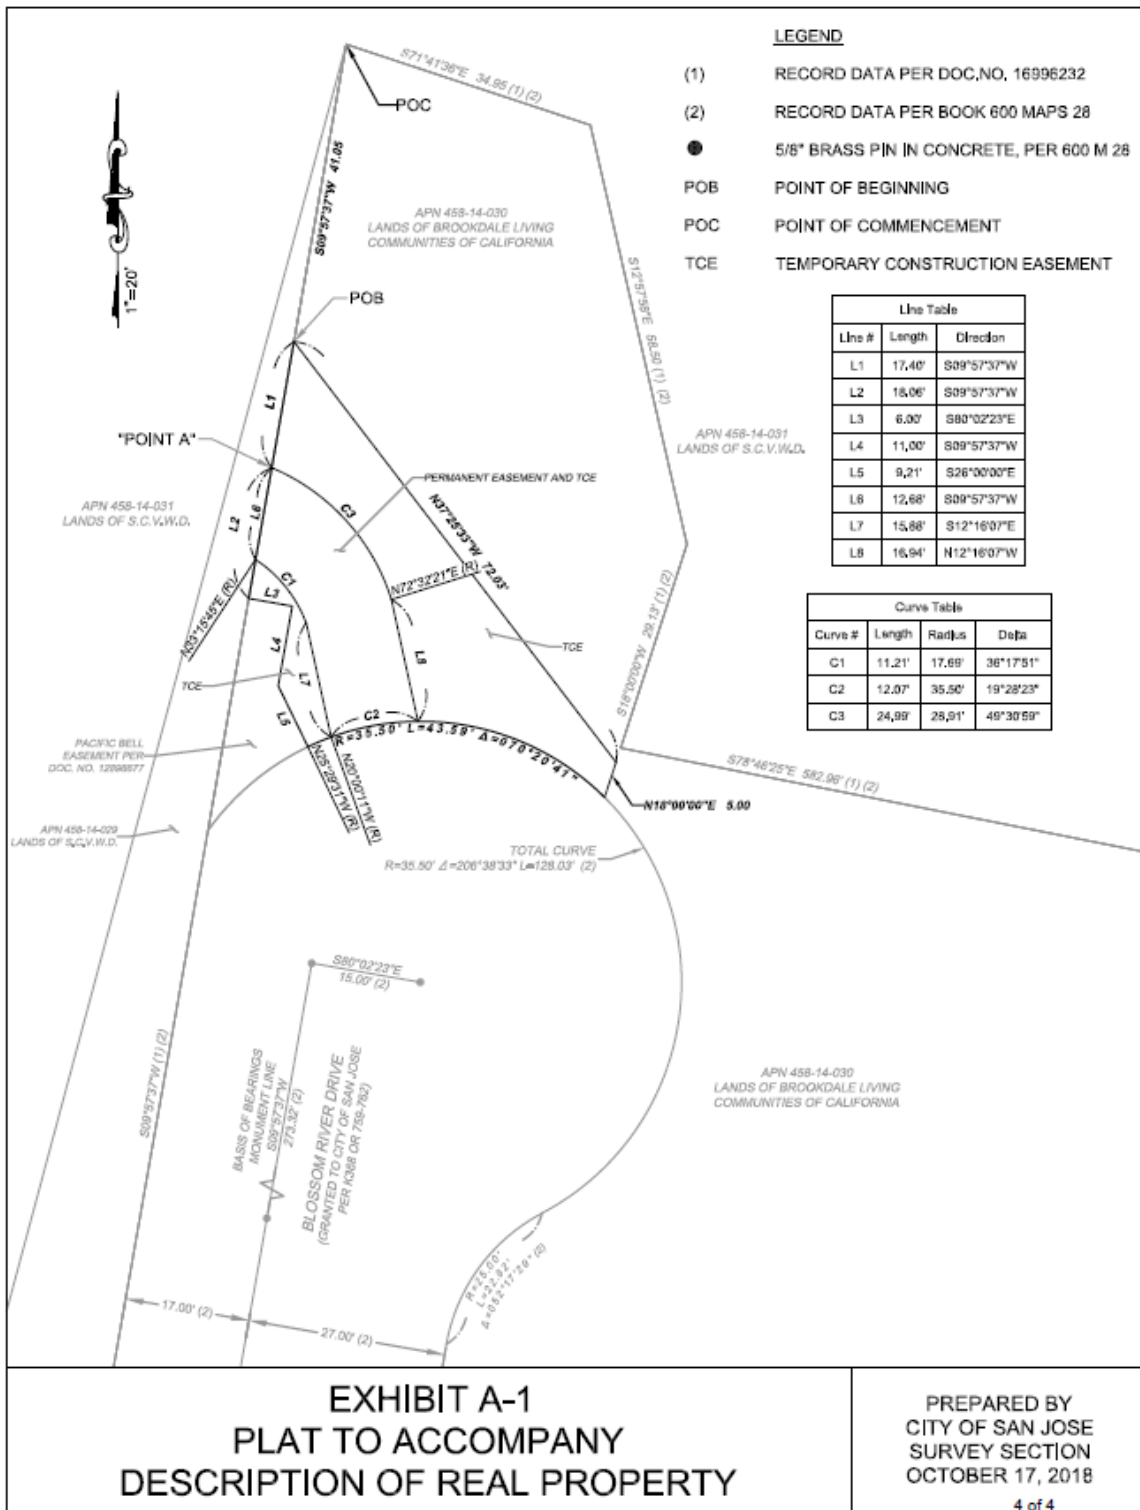 LEGEND
(1) RECORD DATA PER DOC.NO. 16996232
(2) RECORD DATA PER BOOK 600 MAPS 28
5/8" BRASS PIN IN CONCRETE, PER 600 M 28
POB POINT OF BEGINNING
POC POINT OF COMMENCEMENT
TCE TEMPORARY CONSTRUCTION EASEMENT
S71°41'36"E 34.95 (1) (2)
POC
S09°57'37"W 41.05
1"=20'
APN 458-14-030
LANDS OF BROOKDALE LIVING
COMMUNITIES OF CALIFORNIA
S12°57'58"E 58.50 (1) (2)
POB
L1
"POINT A"
APN 458-14-031
LANDS OF S.C.V.W.D.
APN 458-14-031
LANDS OF S.C.V.W.D.
PERMANENT EASEMENT AND TCE
N37°25'33"W 72.03'
C3
L2
L6
C1
L3
N33°15'45"E (R)
N72°32'21"E (R)
L4
L7
L8
TCE
TCE
L5
C2
S18°00'00"W 29.13' (1) (2)
R=35.50' L=43.59' Δ=070°20'41"
PACIFIC BELL
EASEMENT PER
DOC. NO. 12898677
N25°29'31"W (R)
N20°00'11"W (R)
S78°46'25"E 582.96' (1) (2)
N18°00'00"E 5.00
APN 458-14-029
LANDS OF S.C.V.W.D.
TOTAL CURVE
R=35.50' Δ=206°38'33" L=128.03' (2)
Line Table
Line # Length Direction
L1 17.40' S09°57'37"W
L2 18.06' S09°57'37"W
L3 6.00' S80°02'23"E
L4 11.00' S09°57'37"W
L5 9.21' S26°00'00"E
L6 12.68' S09°57'37"W
L7 15.88' S12°16'07"E
L8 16.94' N12°16'07"W
Curve Table
Curve # Length Radius Delta
C1 11.21' 17.69' 36°17'51"
C2 12.07' 35.50' 19°28'23"
C3 24.99' 28.91' 49°30'59"
S80°02'23"E
15.00' (2)
S09°57'37"W (1) (2)
BASIS OF BEARINGS
MONUMENT LINE
S09°57'37"W
273.32' (2)
BLOSSOM RIVER DRIVE
(GRANTED TO CITY OF SAN JOSE
PER K368 OR 759-762)
APN 458-14-030
LANDS OF BROOKDALE LIVING
COMMUNITIES OF CALIFORNIA
R=25.00'
L=22.82'
Δ=052°17'29" (2)
17.00' (2)
27.00' (2)
EXHIBIT A-1
PLAT TO ACCOMPANY
DESCRIPTION OF REAL PROPERTY
PREPARED BY
CITY OF SAN JOSE
SURVEY SECTION
OCTOBER 17, 2018
4 of 4